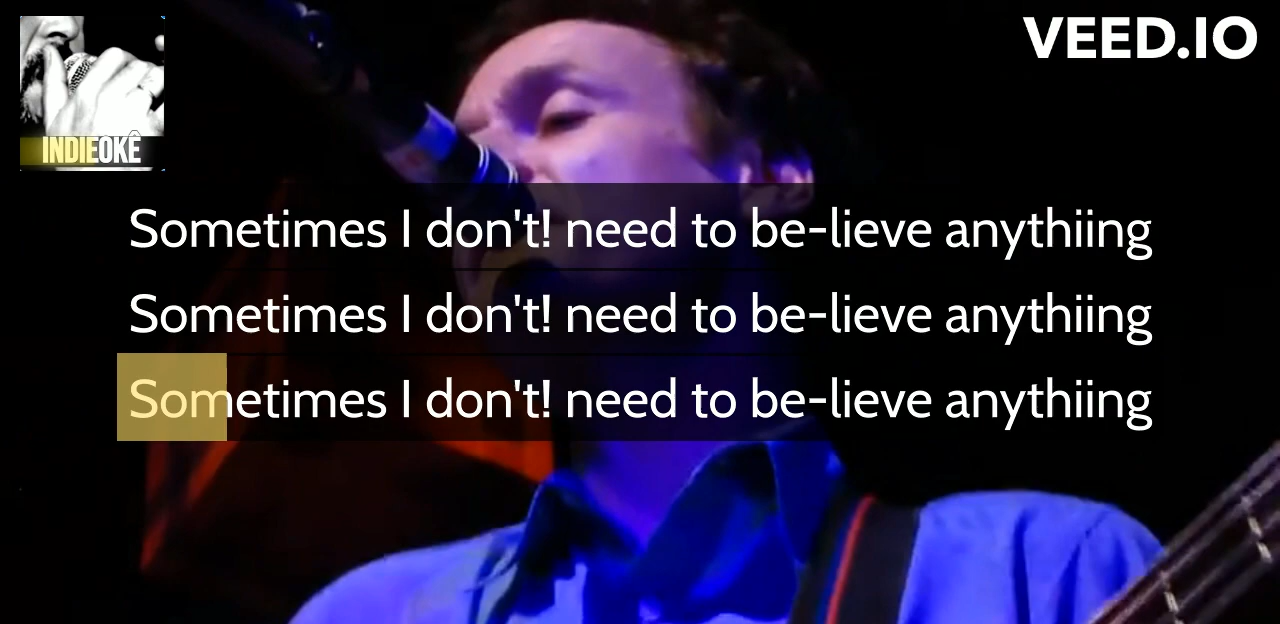 VEED.IO
INDIEOKÊ
Sometimes I don't! need to be-lieve anythiing
Sometimes I don't! need to be-lieve anythiing
Sometimes I don't! need to be-lieve anythiing